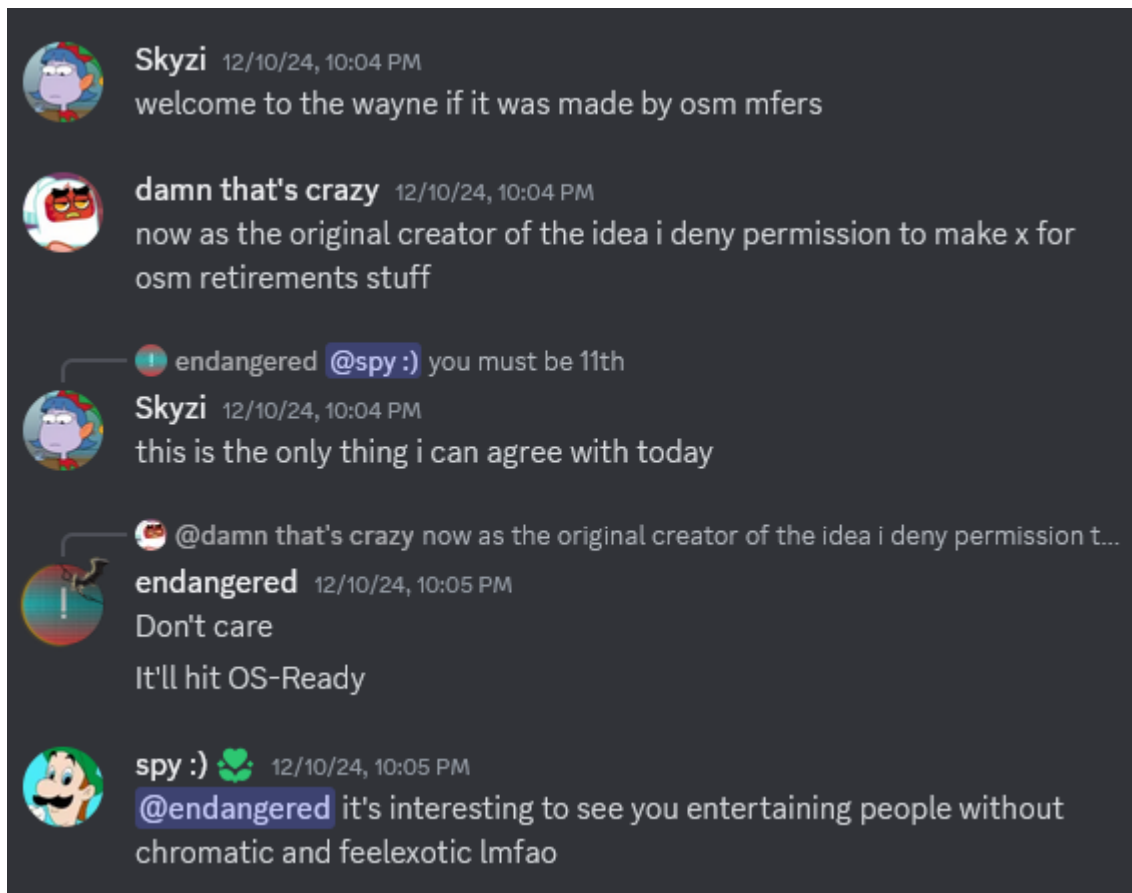 Skyzi 12/10/24, 10:04 PM
welcome to the wayne if it was made by osm mfers
damn that's crazy 12/10/24, 10:04 PM
now as the original creator of the idea i deny permission to make x for
osm retirements stuff
! endangered @spy :) you must be 11th
Skyzi 12/10/24, 10:04 PM
this is the only thing i can agree with today
@damn that's crazy now as the original creator of the idea i deny permission t...
! endangered 12/10/24, 10:05 PM
Don't care
It'll hit OS-Ready
spy :) 12/10/24, 10:05 PM
@endangered it's interesting to see you entertaining people without
chromatic and feelexotic lmfao